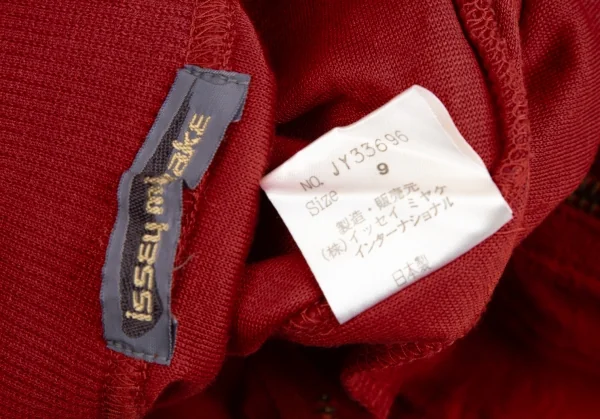 issey miyake
NO. JY33696
Size 9
製造・販売発
(株)イッセイミヤケ
インターナショナル
日本製